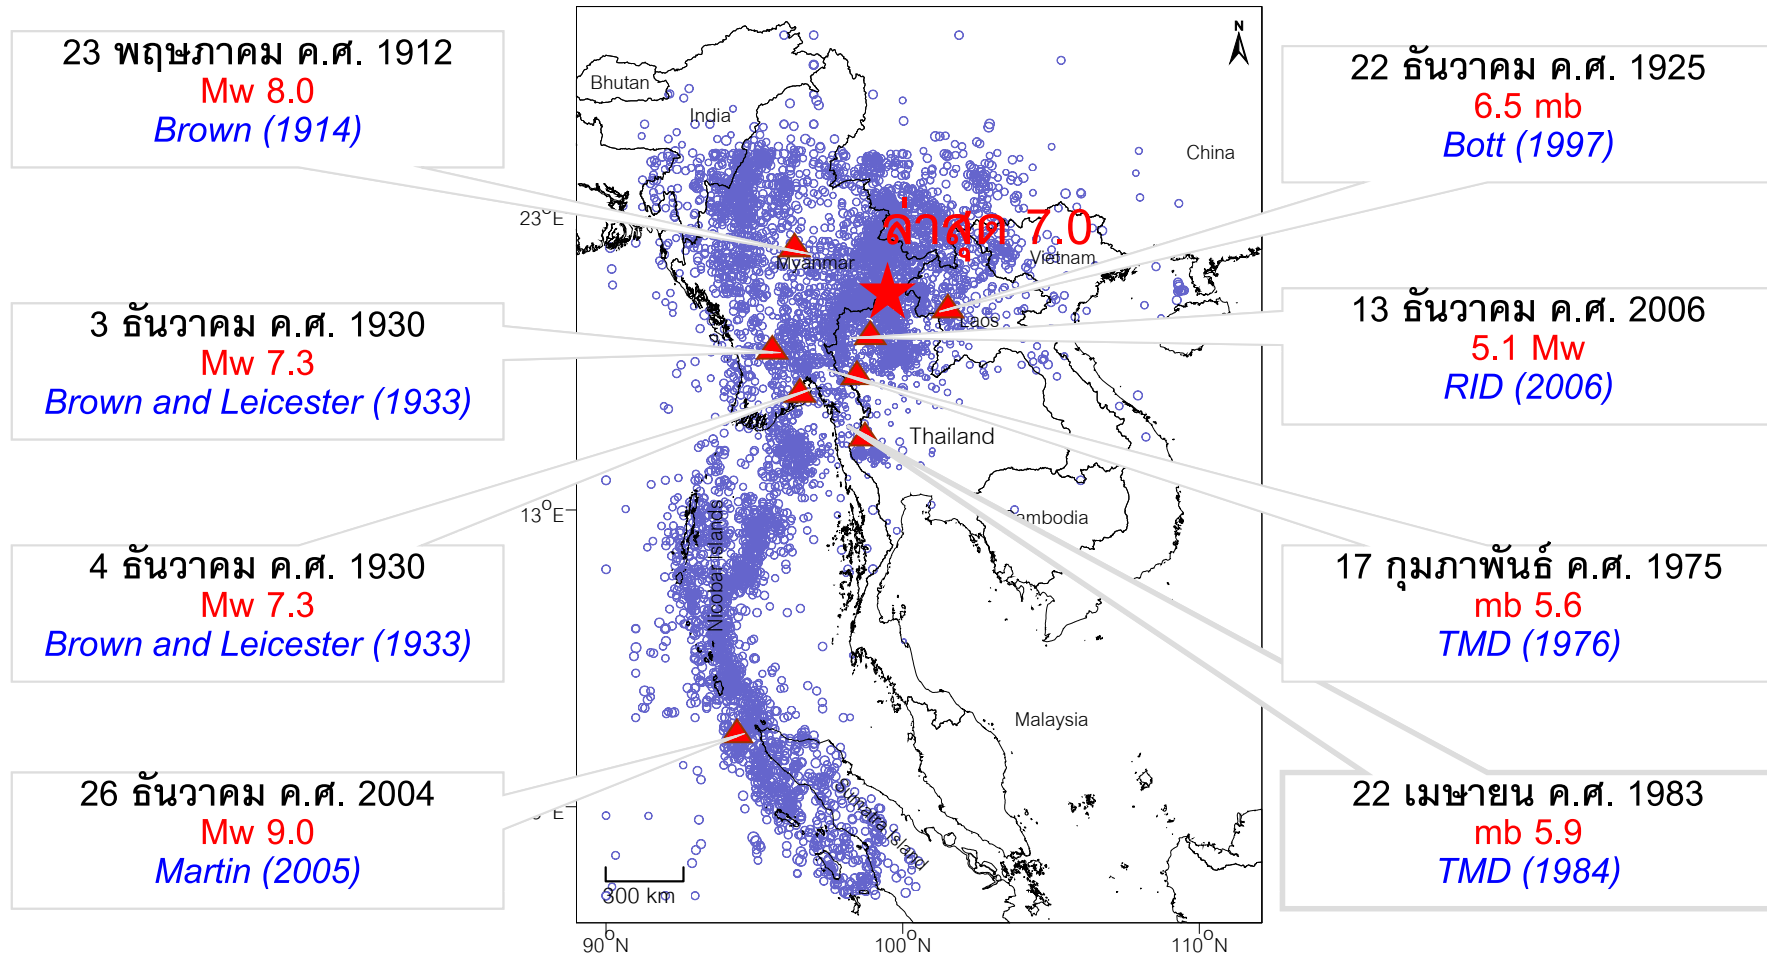 23 พฤษภาคม ค.ศ. 1912
Mw 8.0
Brown (1914)
3 ธันวาคม ค.ศ. 1930
Mw 7.3
Brown and Leicester (1933)
4 ธันวาคม ค.ศ. 1930
Mw 7.3
Brown and Leicester (1933)
26 ธันวาคม ค.ศ. 2004
Mw 9.0
Martin (2005)
N
Bhutan
India
China
23°E
ล่าสุด 7.0
Myanmar
Vietnam
Laos
Thailand
13°E
Cambodia
Nicobar Islands
Malaysia
Sumatra Island
E
300 km
90°N
100°N
110°N
22 ธันวาคม ค.ศ. 1925
6.5 mb
Bott (1997)
13 ธันวาคม ค.ศ. 2006
5.1 Mw
RID (2006)
17 กุมภาพันธ์ ค.ศ. 1975
mb 5.6
TMD (1976)
22 เมษายน ค.ศ. 1983
mb 5.9
TMD (1984)